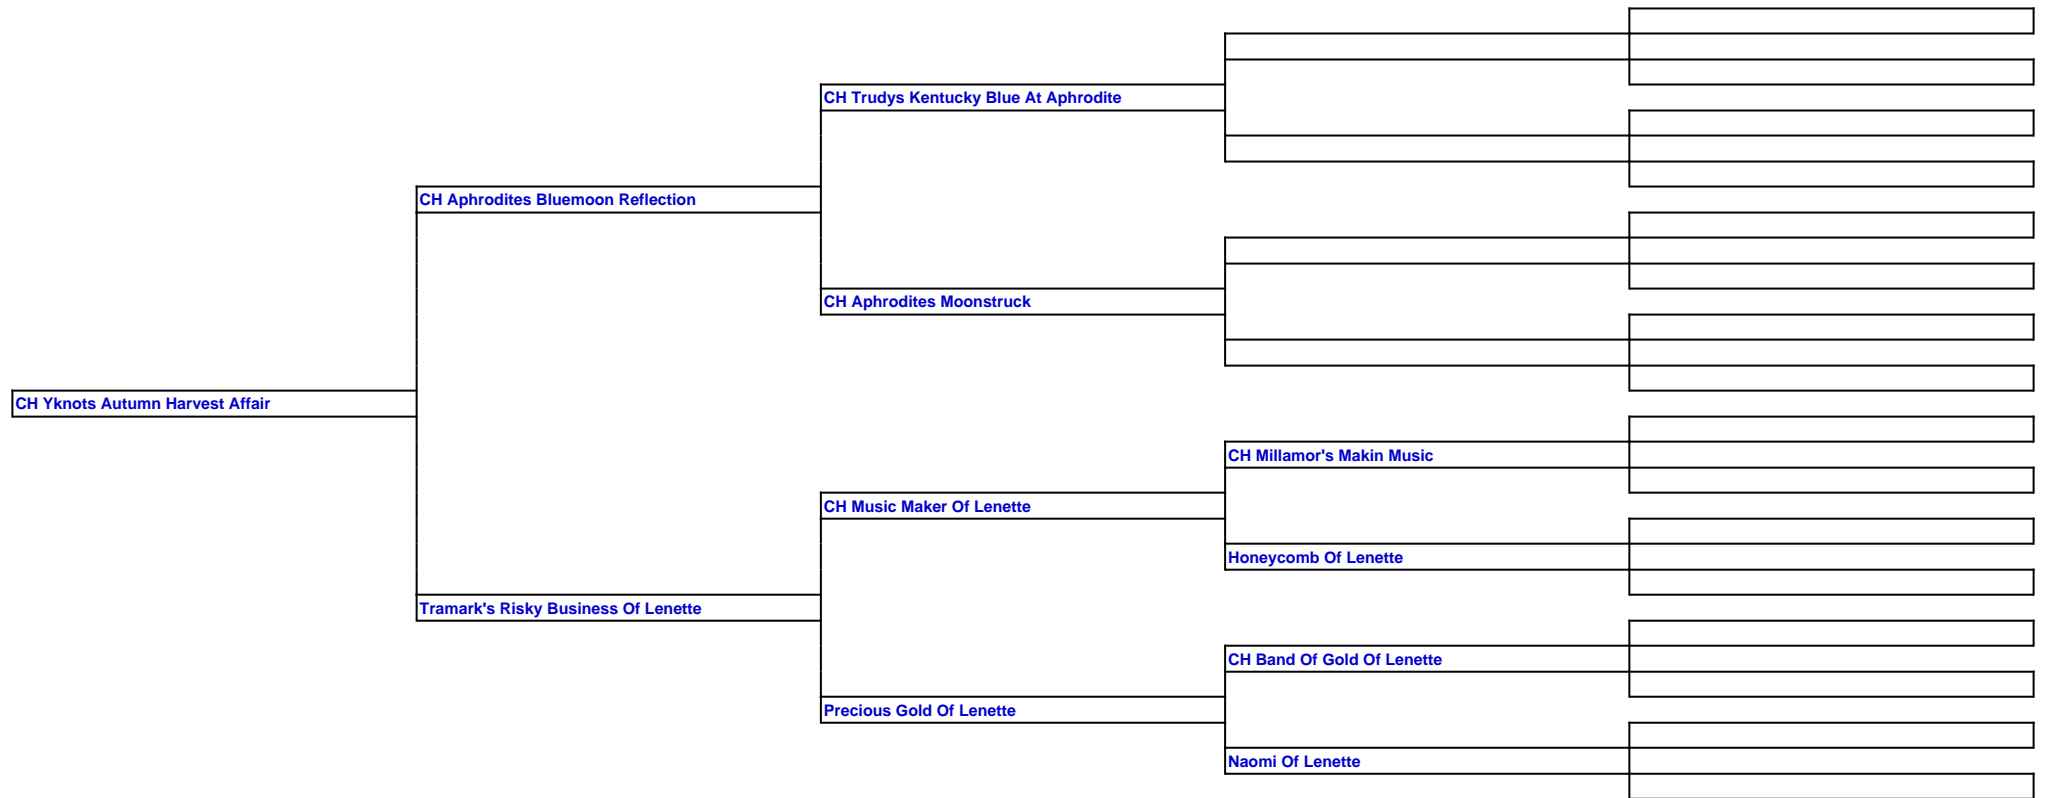 CH Trudys Kentucky Blue At Aphrodite
CH Aphrodites Bluemoon Reflection
CH Aphrodites Moonstruck
CH Yknots Autumn Harvest Affair
CH Millamor's Makin Music
CH Music Maker Of Lenette
Honeycomb Of Lenette
Tramark's Risky Business Of Lenette
CH Band Of Gold Of Lenette
Precious Gold Of Lenette
Naomi Of Lenette